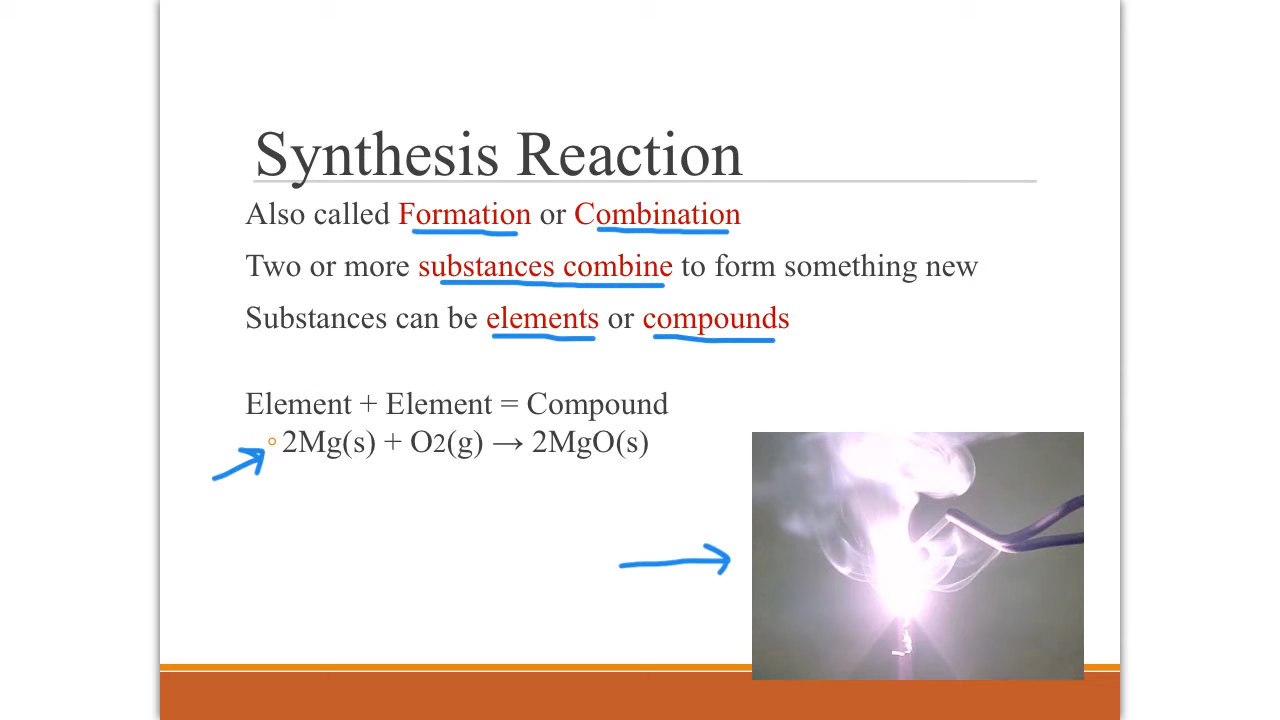 Synthesis Reaction
Also called Formation or Combination
Two or more substances combine to form something new
Substances can be elements or compounds
Element + Element = Compound
◦2Mg(s) + O2(g) → 2MgO(s)